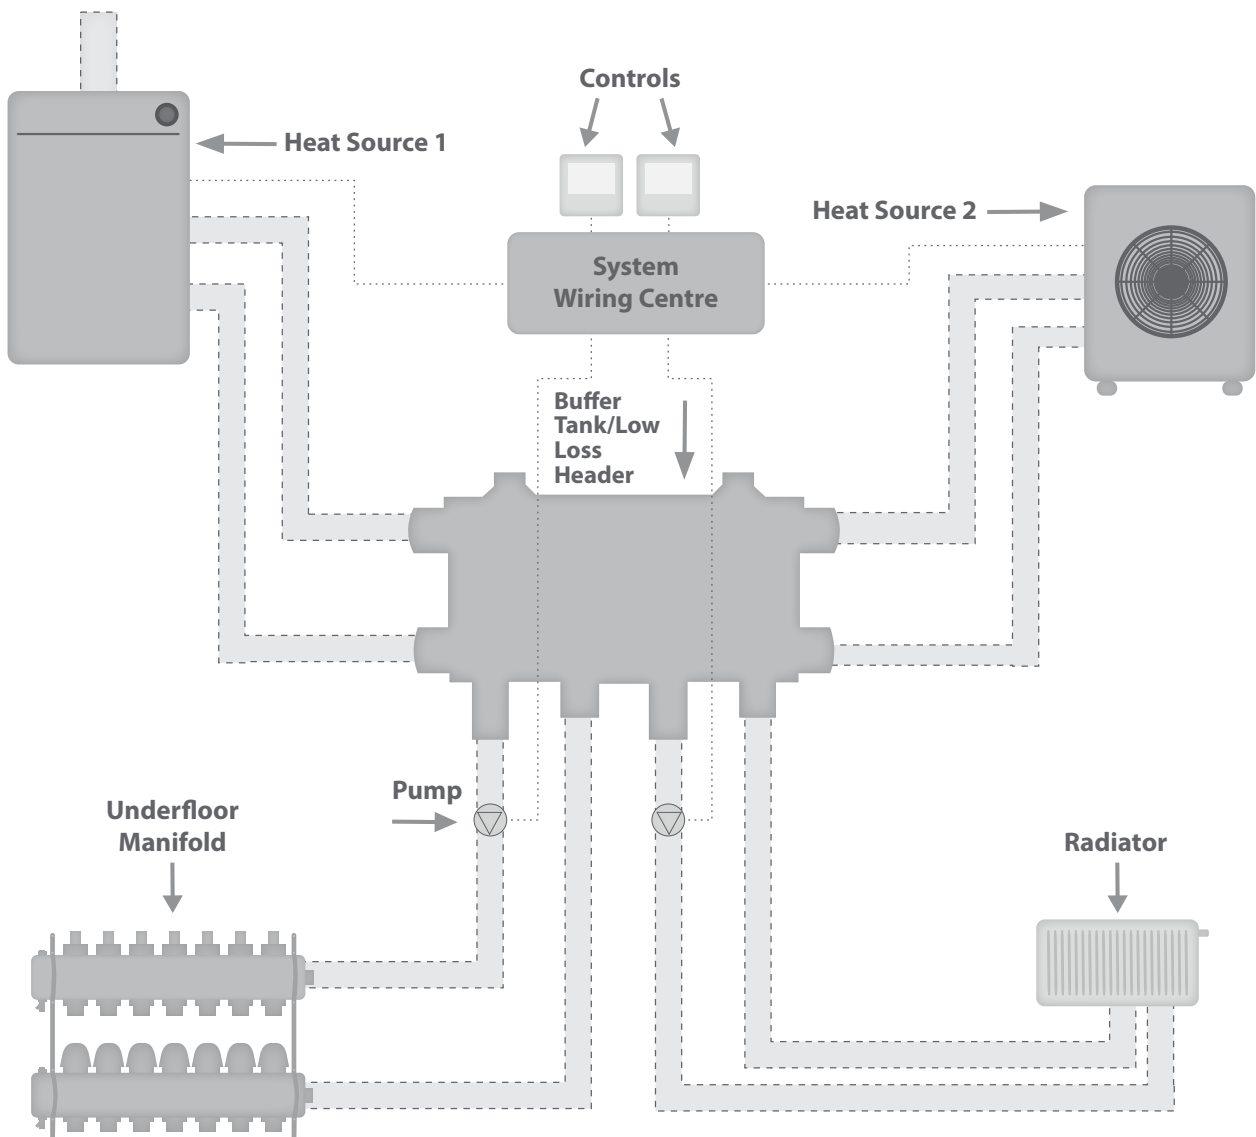 Controls
Heat Source 1
Heat Source 2
System
Wiring Centre
Buffer
Tank/Low
Loss
Header
Pump
Underfloor
Manifold
Radiator